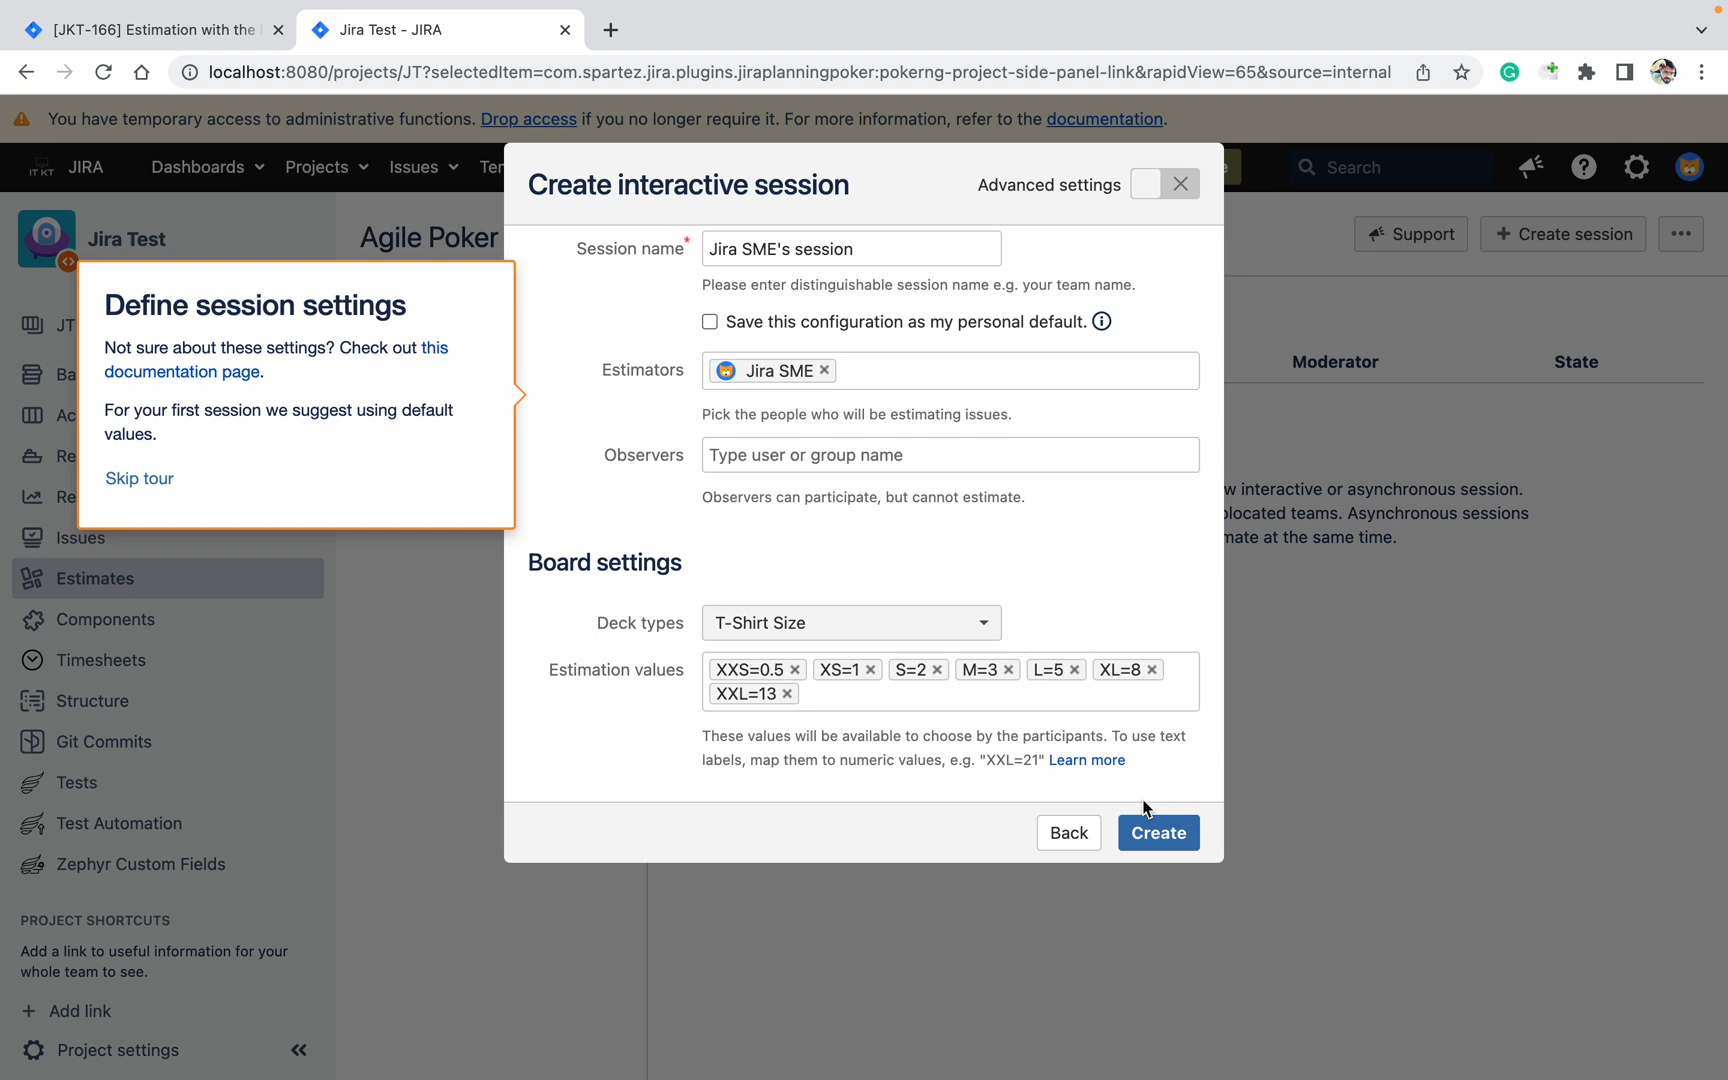 [JKT-166] Estimation with the
Jira Test - JIRA
localhost:8080/projects/JT?selectedItem=com.spartez.jira.plugins.jiraplanningpoker:pokerng-project-side-panel-link&rapidView=65&source=internal
You have temporary access to administrative functions. Drop access if you no longer require it. For more information, refer to the documentation.
IT KT JIRA Dashboards Projects Issues Ter
Search
Jira Test
Agile Poker
Support
+ Create session
Create interactive session
Advanced settings
Session name*
Jira SME's session
Please enter distinguishable session name e.g. your team name.
Save this configuration as my personal default.
Estimators
Jira SME
Pick the people who will be estimating issues.
Observers
Type user or group name
Observers can participate, but cannot estimate.
Board settings
Deck types
T-Shirt Size
Estimation values
XXS=0.5 XS=1 S=2 M=3 L=5 XL=8
XXL=13
These values will be available to choose by the participants. To use text
labels, map them to numeric values, e.g. "XXL=21" Learn more
Back
Create
Define session settings
Not sure about these settings? Check out this
documentation page.
For your first session we suggest using default
values.
Skip tour
Moderator
State
w interactive or asynchronous session.
located teams. Asynchronous sessions
mate at the same time.
JT
Ba
Ac
Re
Re
Issues
Estimates
Components
Timesheets
Structure
Git Commits
Tests
Test Automation
Zephyr Custom Fields
PROJECT SHORTCUTS
Add a link to useful information for your
whole team to see.
+ Add link
Project settings